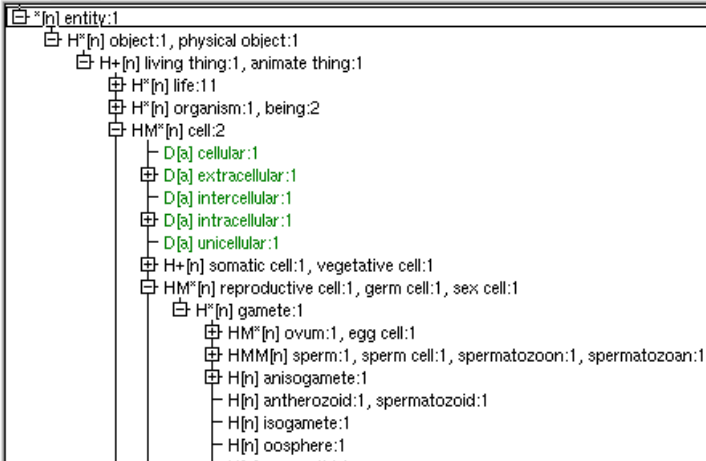 *[n] entity:1
H*[n] object:1, physical object:1
H+[n] living thing:1, animate thing:1
H*[n] life:11
H*[n] organism:1, being:2
HM*[n] cell:2
D[a] cellular:1
D[a] extracellular:1
D[a] intercellular:1
D[a] intracellular:1
D[a] unicellular:1
H+[n] somatic cell:1, vegetative cell:1
HM*[n] reproductive cell:1, germ cell:1, sex cell:1
H*[n] gamete:1
HM*[n] ovum:1, egg cell:1
HMM[n] sperm:1, sperm cell:1, spermatozoon:1, spermatozoan:1
H[n] anisogamete:1
H[n] antherozoid:1, spermatozoid:1
H[n] isogamete:1
H[n] oosphere:1